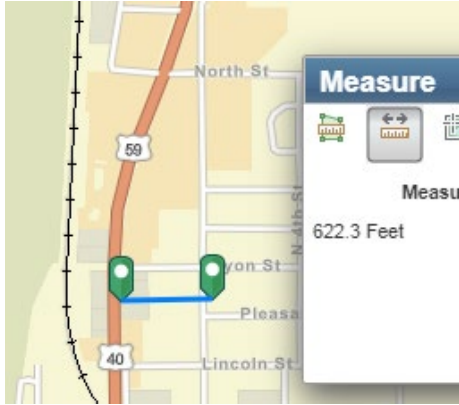 North St
Measure
59
N 4th St
Measu
622.3 Feet
yon St
Pleasa
40
Lincoln St